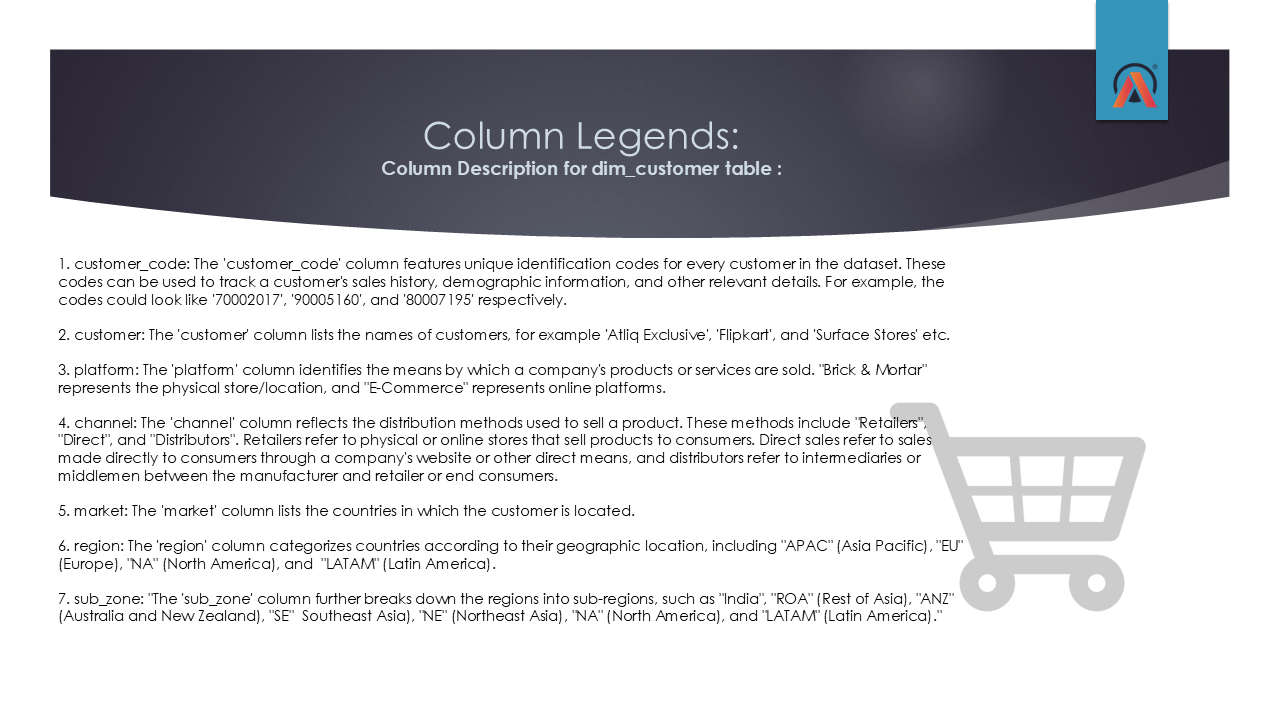 Column Legends:
Column Description for dim_customer table :
1. customer_code: The 'customer_code' column features unique identification codes for every customer in the dataset. These
codes can be used to track a customer's sales history, demographic information, and other relevant details. For example, the
codes could look like '70002017', '90005160', and '80007195' respectively.
2. customer: The 'customer' column lists the names of customers, for example 'Atliq Exclusive', 'Flipkart', and 'Surface Stores' etc.
3. platform: The 'platform' column identifies the means by which a company's products or services are sold. "Brick & Mortar"
represents the physical store/location, and "E-Commerce" represents online platforms.
4. channel: The 'channel' column reflects the distribution methods used to sell a product. These methods include "Retailers",
"Direct", and "Distributors". Retailers refer to physical or online stores that sell products to consumers. Direct sales refer to sales
made directly to consumers through a company's website or other direct means, and distributors refer to intermediaries or
middlemen between the manufacturer and retailer or end consumers.
5. market: The 'market' column lists the countries in which the customer is located.
6. region: The 'region' column categorizes countries according to their geographic location, including "APAC" (Asia Pacific), "EU"
(Europe), "NA" (North America), and  "LATAM" (Latin America).
7. sub_zone: "The 'sub_zone' column further breaks down the regions into sub-regions, such as "India", "ROA" (Rest of Asia), "ANZ"
(Australia and New Zealand), "SE"  Southeast Asia), "NE" (Northeast Asia), "NA" (North America), and "LATAM" (Latin America)."